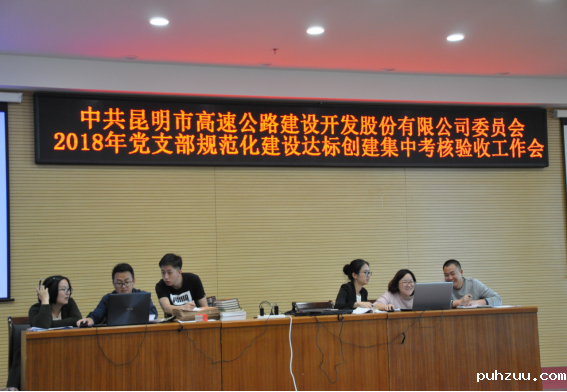 中共昆明市高速公路建设开发股份有限公司委员会
2018年党支部规范化建设达标创建集中考核验收工作会
puhzuu.com